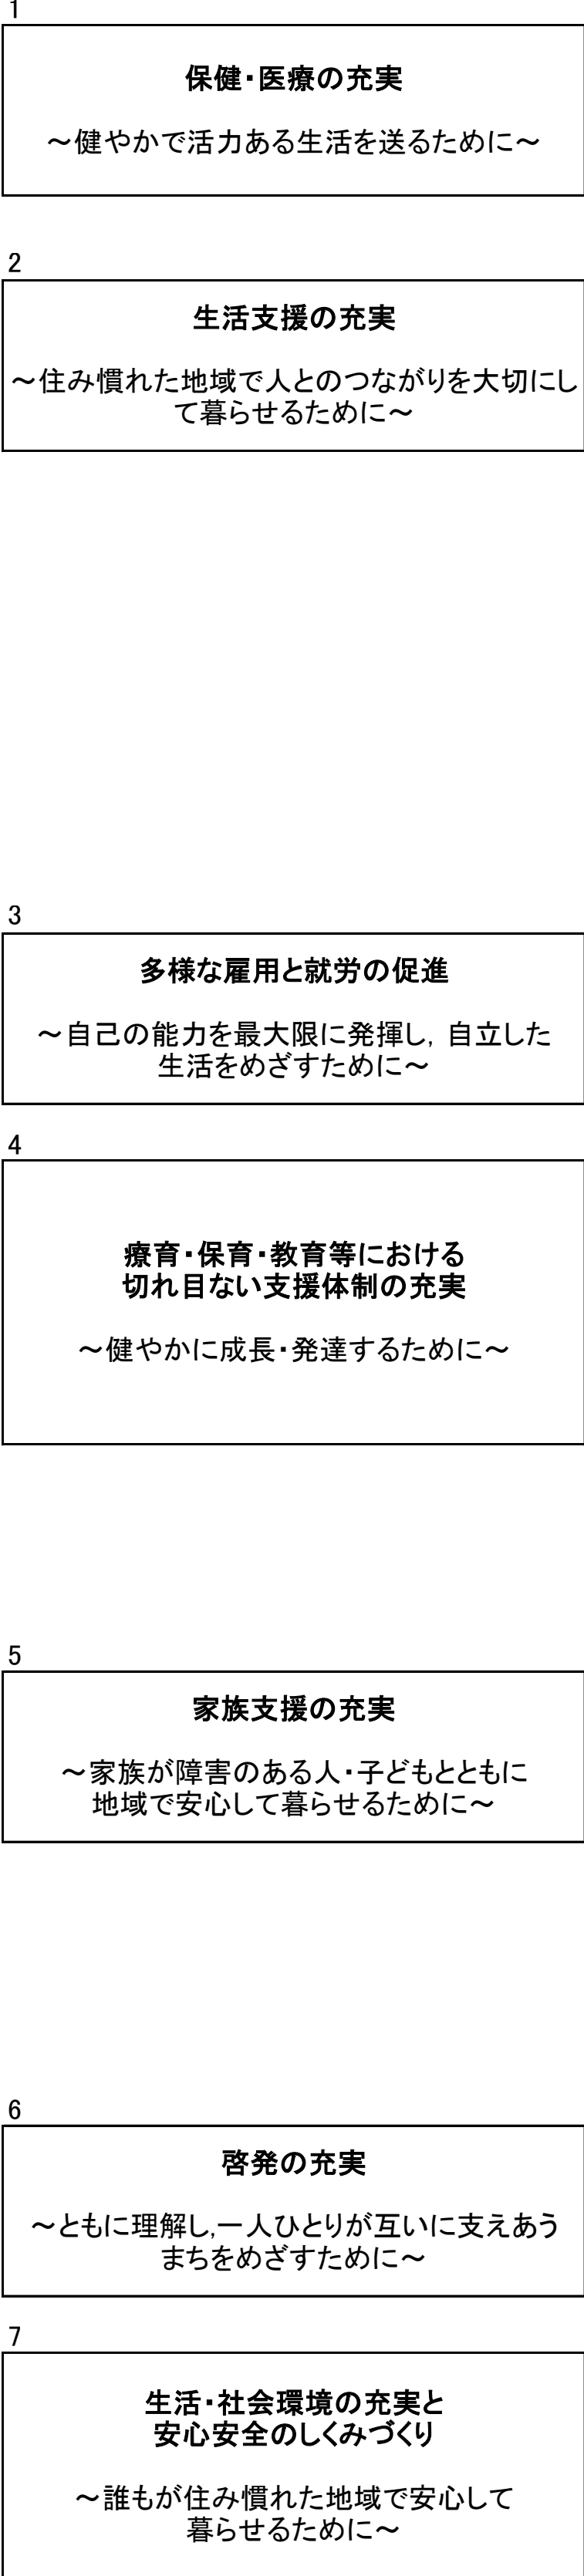 1
保健・医療の充実
～健やかで活力ある生活を送るために～
2
生活支援の充実
～住み慣れた地域で人とのつながりを大切にし
て暮らせるために～
3
多様な雇用と就労の促進
～自己の能力を最大限に発揮し，自立した
生活をめざすために～
4
療育・保育・教育等における
切れ目ない支援体制の充実
～健やかに成長・発達するために～
5
家族支援の充実
～家族が障害のある人・子どもとともに
地域で安心して暮らせるために～
6
啓発の充実
～ともに理解し,一人ひとりが互いに支えあう
まちをめざすために～
7
生活・社会環境の充実と
安心安全のしくみづくり
～誰もが住み慣れた地域で安心して
暮らせるために～